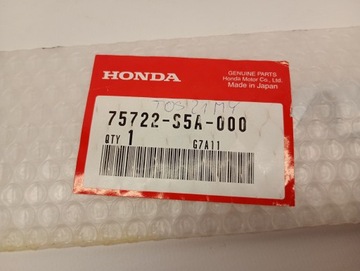 HONDA
GENUINE PARTS
Honda Motor Co., Ltd.
Made in Japan
75722-S5A-000
QTY 1
G7A11